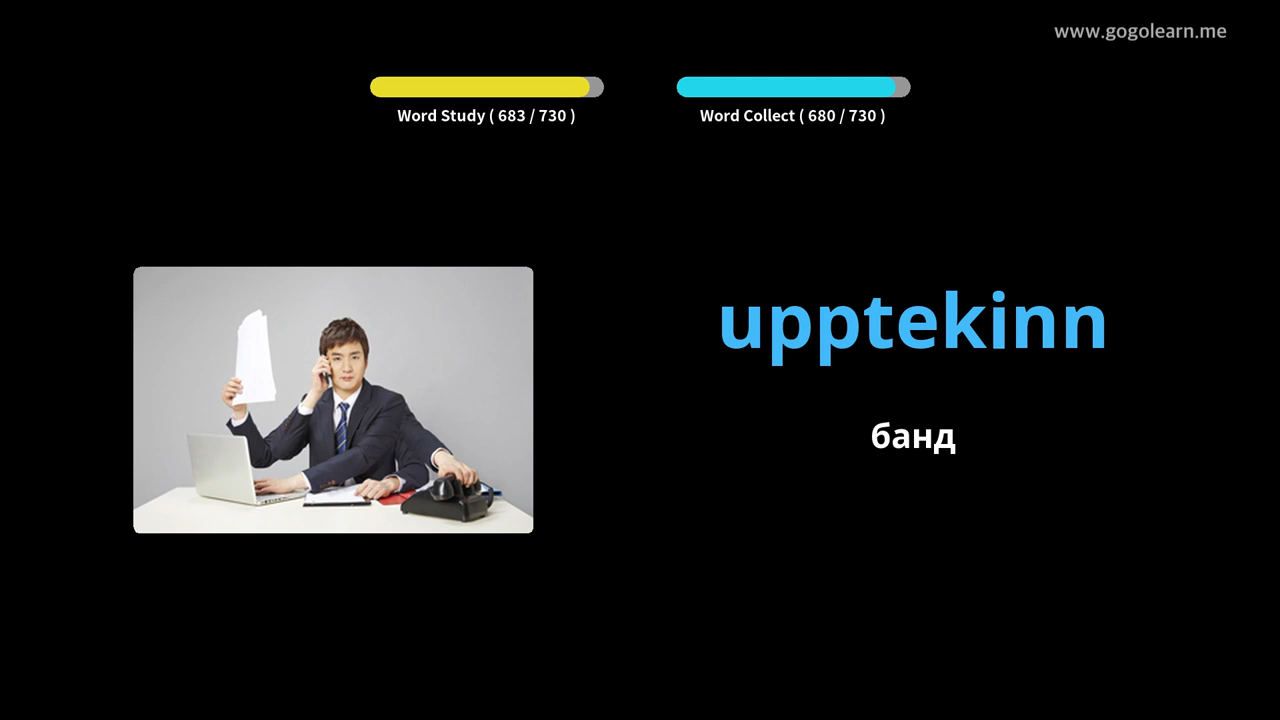 www.gogolearn.me
Word Study ( 683 / 730 )
Word Collect ( 680 / 730 )
upptekinn
банд